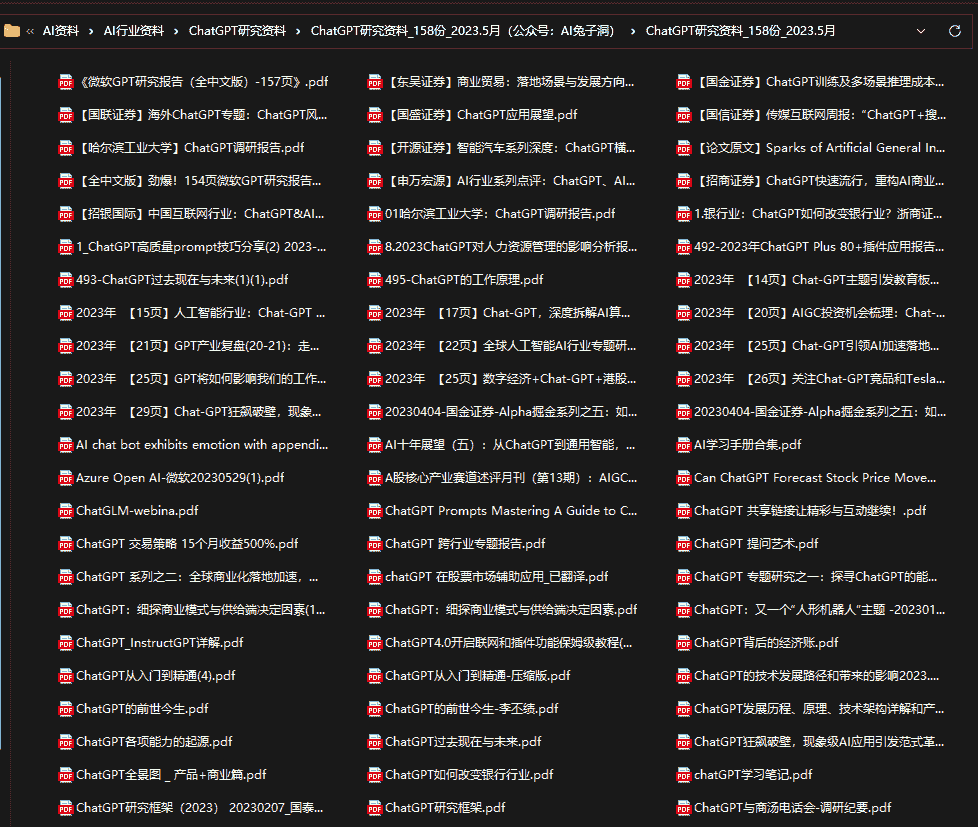 « AI资料 › AI行业资料 › ChatGPT研究资料 › ChatGPT研究资料_158份_2023.5月（公众号：AI兔子洞） › ChatGPT研究资料_158份_2023.5月
《微软GPT研究报告（全中文版）-157页》.pdf 【东吴证券】商业贸易：落地场景与发展方向... 【国金证券】ChatGPT训练及多场景推理成本...
【国联证券】海外ChatGPT专题：ChatGPT风... 【国盛证券】ChatGPT应用展望.pdf 【国信证券】传媒互联网周报：“ChatGPT+搜...
【哈尔滨工业大学】ChatGPT调研报告.pdf 【开源证券】智能汽车系列深度：ChatGPT横... 【论文原文】Sparks of Artificial General In...
【全中文版】劲爆！154页微软GPT研究报告... 【申万宏源】AI行业系列点评：ChatGPT、AI... 【招商证券】ChatGPT快速流行，重构AI商业...
【招银国际】中国互联网行业：ChatGPT&AI... 01哈尔滨工业大学：ChatGPT调研报告.pdf 1.银行业：ChatGPT如何改变银行业？浙商证...
1_ChatGPT高质量prompt技巧分享(2) 2023-... 8.2023ChatGPT对人力资源管理的影响分析报... 492-2023年ChatGPT Plus 80+插件应用报告...
493-ChatGPT过去现在与未来(1)(1).pdf 495-ChatGPT的工作原理.pdf 2023年 【14页】Chat-GPT主题引发教育板...
2023年 【15页】人工智能行业：Chat-GPT ... 2023年 【17页】Chat-GPT，深度拆解AI算... 2023年 【20页】AIGC投资机会梳理：Chat-...
2023年 【21页】GPT产业复盘(20-21)：走... 2023年 【22页】全球人工智能AI行业专题研... 2023年 【25页】Chat-GPT引领AI加速落地...
2023年 【25页】GPT将如何影响我们的工作... 2023年 【25页】数字经济+Chat-GPT+港股... 2023年 【26页】关注Chat-GPT竞品和Tesla...
2023年 【29页】Chat-GPT狂飙破壁，现象... 20230404-国金证券-Alpha掘金系列之五：如... 20230404-国金证券-Alpha掘金系列之五：如...
AI chat bot exhibits emotion with appendi... AI十年展望（五）：从ChatGPT到通用智能，... AI学习手册合集.pdf
Azure Open AI-微软20230529(1).pdf A股核心产业赛道述评月刊（第13期）：AIGC... Can ChatGPT Forecast Stock Price Move...
ChatGLM-webina.pdf ChatGPT Prompts Mastering A Guide to C... ChatGPT 共享链接让精彩与互动继续！.pdf
ChatGPT 交易策略 15个月收益500%.pdf ChatGPT 跨行业专题报告.pdf ChatGPT 提问艺术.pdf
ChatGPT 系列之二：全球商业化落地加速，... chatGPT 在股票市场辅助应用_已翻译.pdf ChatGPT 专题研究之一：探寻ChatGPT的能...
ChatGPT：细探商业模式与供给端决定因素(1... ChatGPT：细探商业模式与供给端决定因素.pdf ChatGPT：又一个“人形机器人”主题 -202301...
ChatGPT_InstructGPT详解.pdf ChatGPT4.0开启联网和插件功能保姆级教程(... ChatGPT背后的经济账.pdf
ChatGPT从入门到精通(4).pdf ChatGPT从入门到精通-压缩版.pdf ChatGPT的技术发展路径和带来的影响2023....
ChatGPT的前世今生.pdf ChatGPT的前世今生-李丕绩.pdf ChatGPT发展历程、原理、技术架构详解和产...
ChatGPT各项能力的起源.pdf ChatGPT过去现在与未来.pdf ChatGPT狂飙破壁，现象级AI应用引发范式革...
ChatGPT全景图 _ 产品+商业篇.pdf ChatGPT如何改变银行行业.pdf chatGPT学习笔记.pdf
ChatGPT研究框架（2023） 20230207_国泰... ChatGPT研究框架.pdf ChatGPT与商汤电话会-调研纪要.pdf